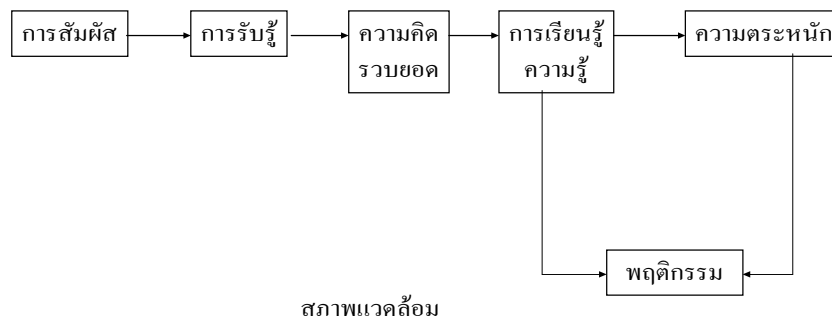 การสัมผัส
การรับรู้
ความคิด
รวบยอด
การเรียนรู้
ความรู้
ความตระหนัก
พฤติกรรม
สภาพแวดล้อม